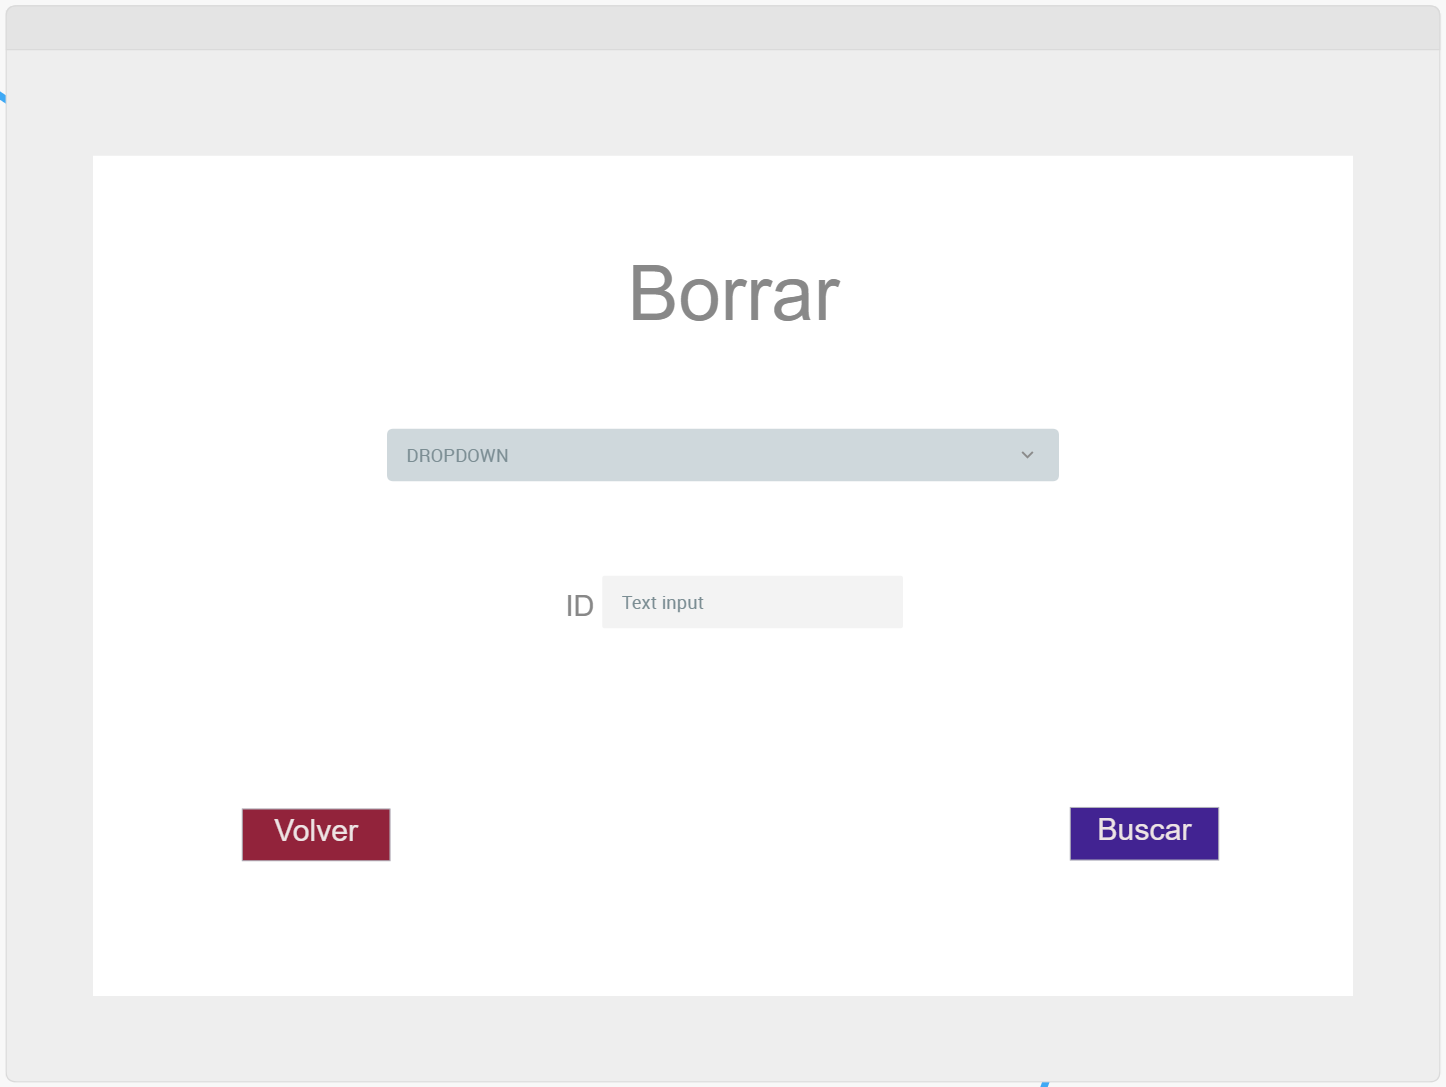 Borrar
DROPDOWN
ID Text input
Volver
Buscar